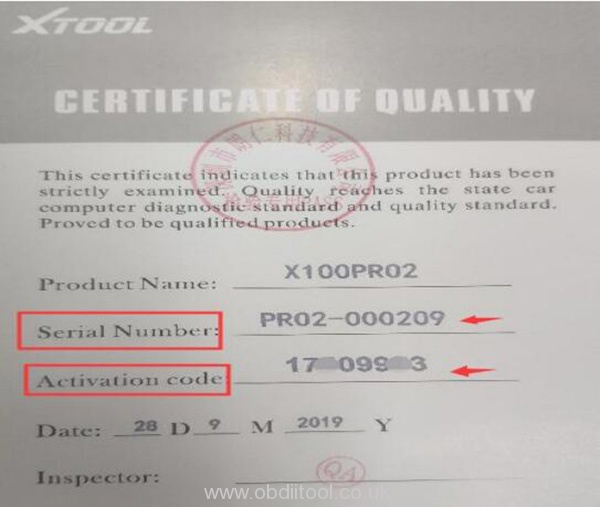 XTOOL
CERTIFICATE OF QUALITY
This certificate indicates that this product has been
strictly examined. Quality reaches the state car
computer diagnostic standard and quality standard.
Proved to be qualified products.
Product Name: X100PRO2
Serial Number: PR02-000209
Activation code
Date: 28 D 9 M 2019 Y
Inspector: QA
www.obdiitool.co.uk